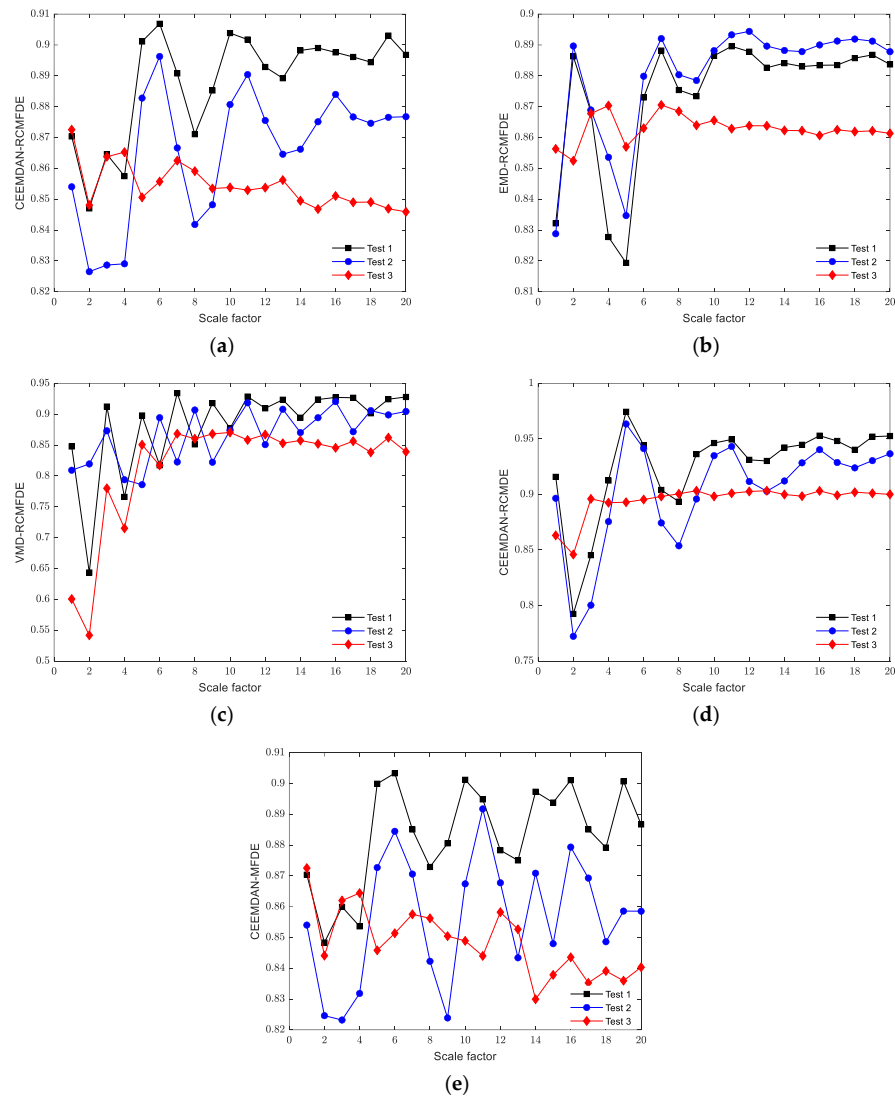 CEEMDAN-RCMFDE
0.91
0.9
0.89
0.88
0.87
0.86
0.85
0.84
0.83
0.82
0 2 4 6 8 10 12 14 16 18 20
Scale factor
Test 1
Test 2
Test 3
(a)
EMD-RCMFDE
0.9
0.89
0.88
0.87
0.86
0.85
0.84
0.83
0.82
0.81
0 2 4 6 8 10 12 14 16 18 20
Scale factor
Test 1
Test 2
Test 3
(b)
VMD-RCMFDE
0.95
0.9
0.85
0.8
0.75
0.7
0.65
0.6
0.55
0.5
0 2 4 6 8 10 12 14 16 18 20
Scale factor
Test 1
Test 2
Test 3
(c)
CEEMDAN-RCMDE
1
0.95
0.9
0.85
0.8
0.75
0 2 4 6 8 10 12 14 16 18 20
Scale factor
Test 1
Test 2
Test 3
(d)
CEEMDAN-MFDE
0.91
0.9
0.89
0.88
0.87
0.86
0.85
0.84
0.83
0.82
0 2 4 6 8 10 12 14 16 18 20
Scale factor
Test 1
Test 2
Test 3
(e)